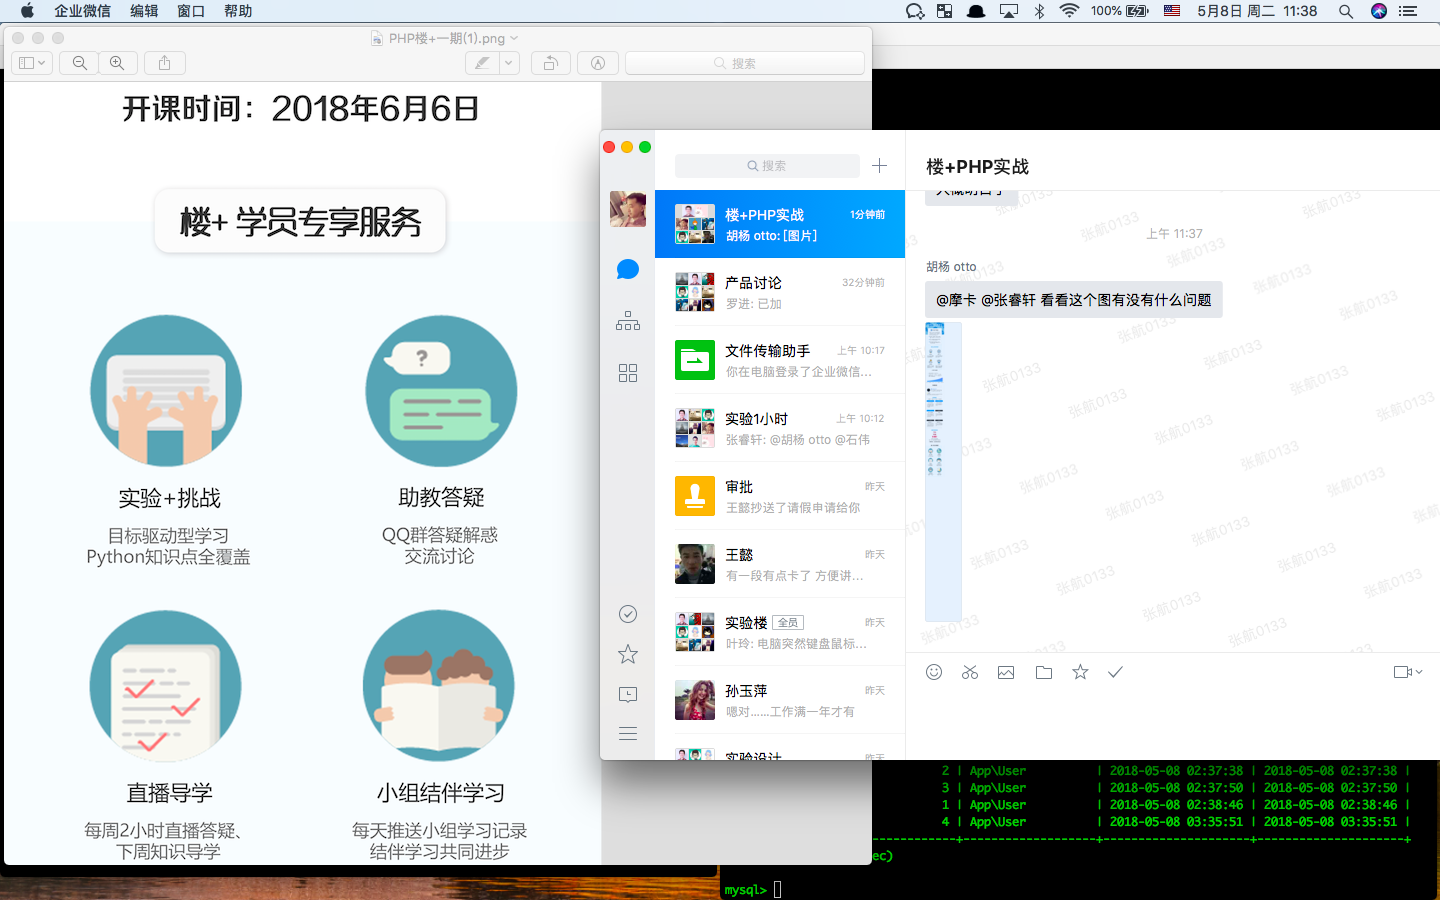 企业微信 编辑 窗口 帮助
100% 5月8日 周二 11:38
PHP楼+一期(1).png
搜索
开课时间：2018年6月6日
楼+ 学员专享服务
?
实验+挑战
目标驱动型学习
Python知识点全覆盖
助教答疑
QQ群答疑解惑
交流讨论
直播导学
每周2小时直播答疑、
下周知识导学
小组结伴学习
每天推送小组学习记录
结伴学习共同进步
搜索
楼+PHP实战 1分钟前
胡杨 otto: [图片]
产品讨论 32分钟前
罗进: 已加
文件传输助手 上午 10:17
你在电脑登录了企业微信...
实验1小时 上午 10:12
张睿轩: @胡杨 otto @石伟
审批 昨天
王懿抄送了请假申请给你
王懿 昨天
有一段有点卡了 方便讲...
实验楼 全员 昨天
叶玲: 电脑突然键盘鼠标...
孙玉萍 昨天
嗯对......工作满一年才有
实验设计 昨天
楼+PHP实战
大概明白了
上午 11:37
胡杨 otto
@摩卡 @张睿轩 看看这个图有没有什么问题
张航0133
2 | App\User | 2018-05-08 02:37:38 | 2018-05-08 02:37:38 |
3 | App\User | 2018-05-08 02:37:50 | 2018-05-08 02:37:50 |
1 | App\User | 2018-05-08 02:38:46 | 2018-05-08 02:38:46 |
4 | App\User | 2018-05-08 03:35:51 | 2018-05-08 03:35:51 |
ec)
mysql>